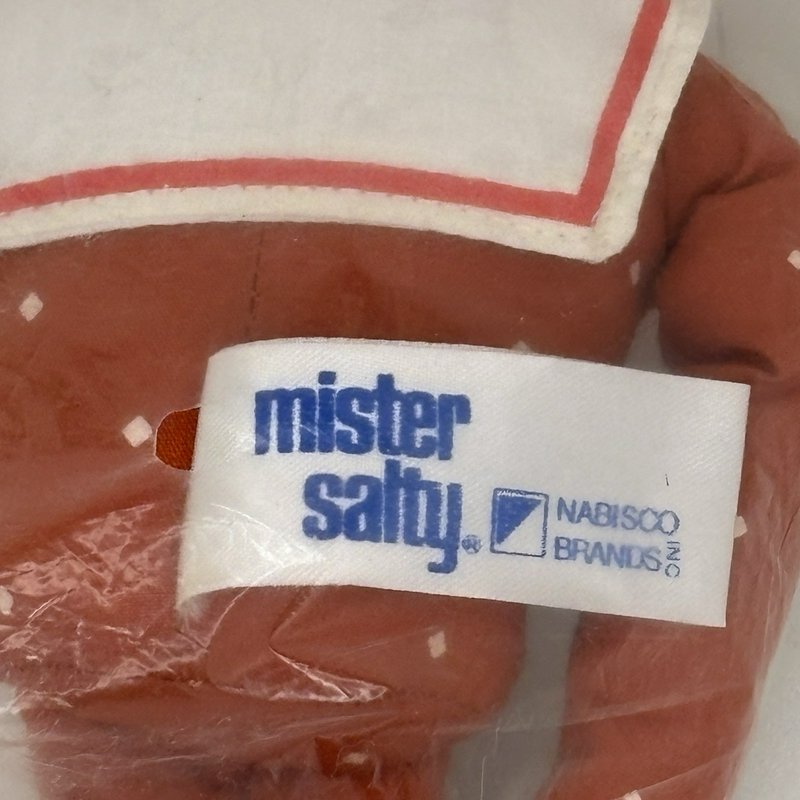 mister
salty®
NABISCO
BRANDS INC